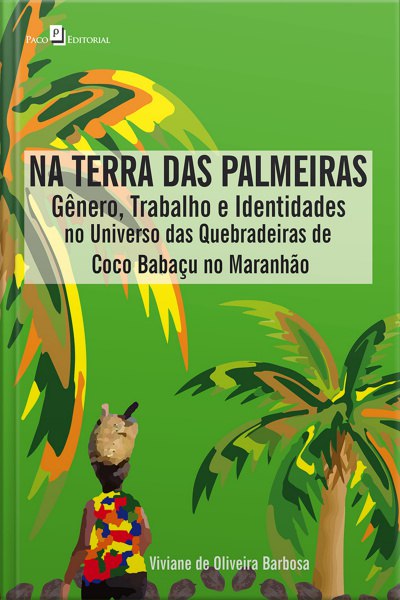 PACO EDITORIAL
NA TERRA DAS PALMEIRAS
Gênero, Trabalho e Identidades
no Universo das Quebradeiras de
Coco Babaçu no Maranhão
Viviane de Oliveira Barbosa